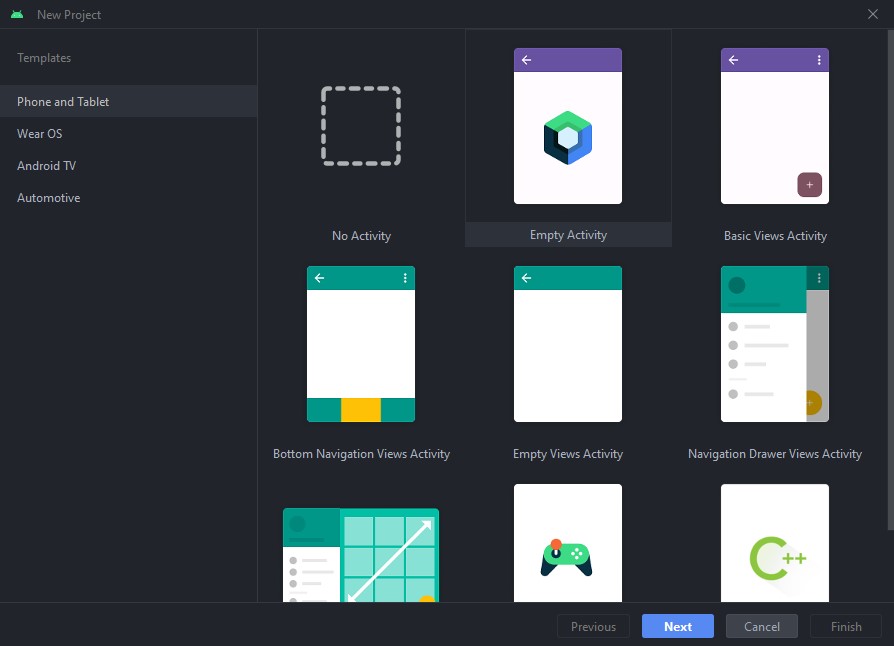 New Project
Templates
Phone and Tablet
Wear OS
Android TV
Automotive
No Activity
Empty Activity
Basic Views Activity
Bottom Navigation Views Activity
Empty Views Activity
Navigation Drawer Views Activity
C++
Previous
Next
Cancel
Finish